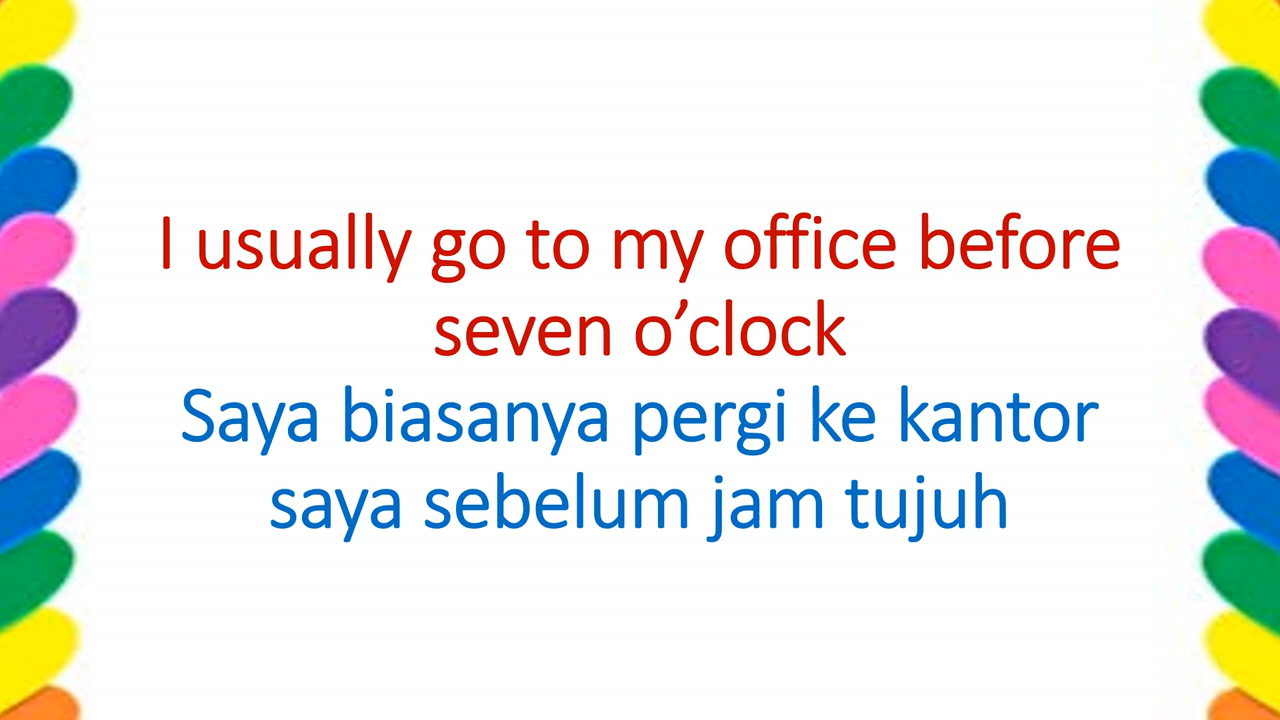 I usually go to my office before
seven o’clock
Saya biasanya pergi ke kantor
saya sebelum jam tujuh